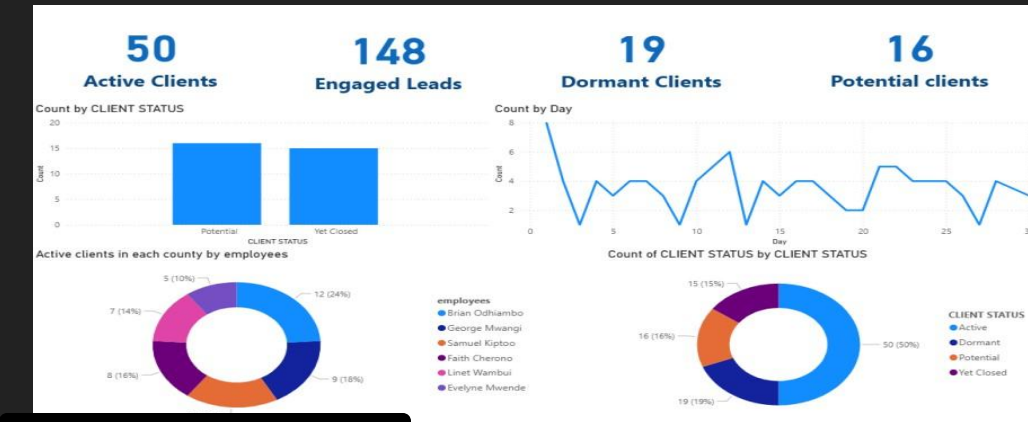 50
Active Clients
148
Engaged Leads
19
Dormant Clients
16
Potential clients
Count by CLIENT STATUS
20
15
10
5
0
Count
Potential
Yet Closed
CLIENT STATUS
Count by Day
8
6
4
2
Count
0
5
10
15
20
25
Day
Active clients in each county by employees
5 (10%)
12 (24%)
7 (14%)
8 (16%)
9 (18%)
employees
Brian Odhiambo
George Mwangi
Samuel Kiptoo
Faith Cherono
Linet Wambui
Evelyne Mwende
Count of CLIENT STATUS by CLIENT STATUS
15 (15%)
16 (16%)
50 (50%)
19 (19%)
CLIENT STATUS
Active
Dormant
Potential
Yet Closed